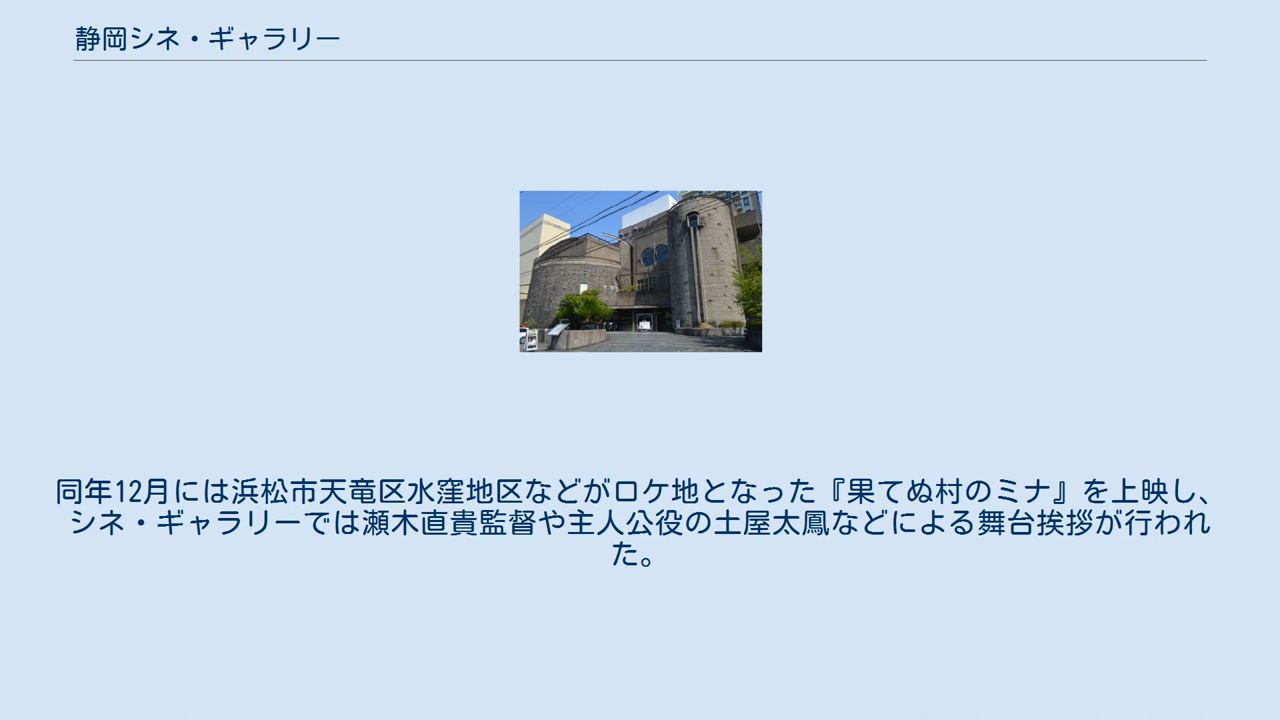 静岡シネ・ギャラリー
同年12月には浜松市天竜区水窪地区などがロケ地となった『果てぬ村のミナ』を上映し、
シネ・ギャラリーでは瀬木直貴監督や主人公役の土屋太鳳などによる舞台挨拶が行われ
た。